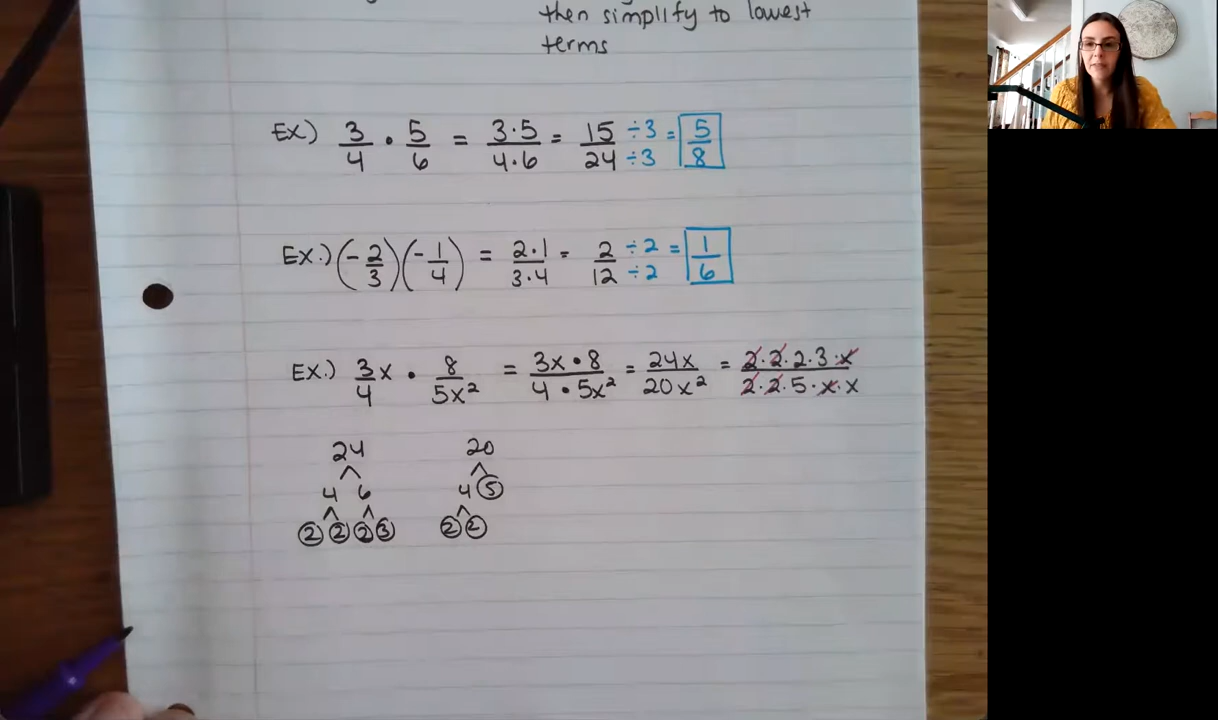 then simplify to lowest
terms
EX) 3/4 · 5/6 = 3·5/4·6 = 15/24 ÷3/÷3 = 5/8
EX.) (-2/3)(-1/4) = 2·1/3·4 = 2/12 ÷2/÷2 = 1/6
EX.) 3/4 x · 8/5x² = 3x·8/4·5x² = 24x/20x² = 2·2·2·3·x/2·2·5·x·x
24 20
4 6 4 5
2 2 2 3 2 2